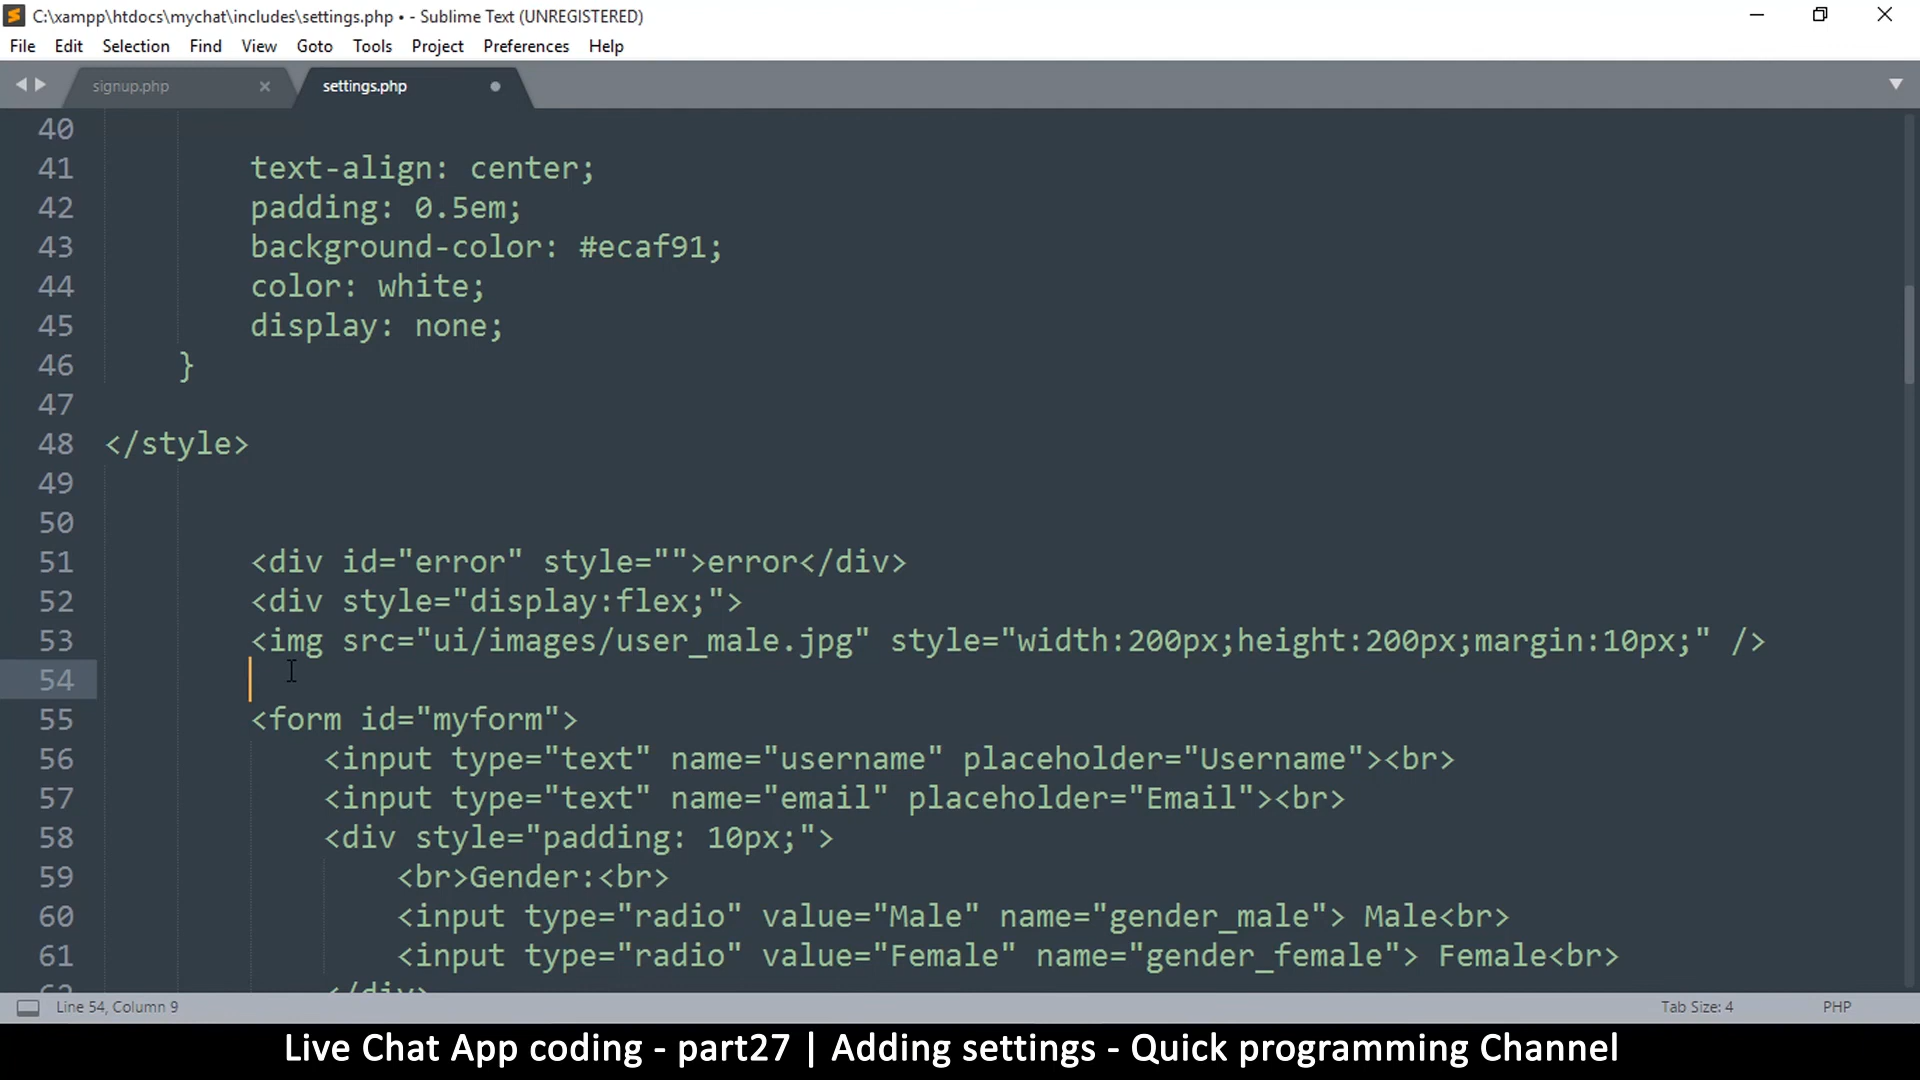 C:\xampp\htdocs\mychat\includes\settings.php • - Sublime Text (UNREGISTERED)
File Edit Selection Find View Goto Tools Project Preferences Help
signup.php settings.php
40
41 text-align: center;
42 padding: 0.5em;
43 background-color: #ecaf91;
44 color: white;
45 display: none;
46 }
47
48 </style>
49
50
51 <div id="error" style="">error</div>
52 <div style="display:flex;">
53 <img src="ui/images/user_male.jpg" style="width:200px;height:200px;margin:10px;" />
54
55 <form id="myform">
56 <input type="text" name="username" placeholder="Username"><br>
57 <input type="text" name="email" placeholder="Email"><br>
58 <div style="padding: 10px;">
59 <br>Gender:<br>
60 <input type="radio" value="Male" name="gender_male"> Male<br>
61 <input type="radio" value="Female" name="gender_female"> Female<br>
62 </div>
Line 54, Column 9 Tab Size: 4 PHP
Live Chat App coding - part27 | Adding settings - Quick programming Channel